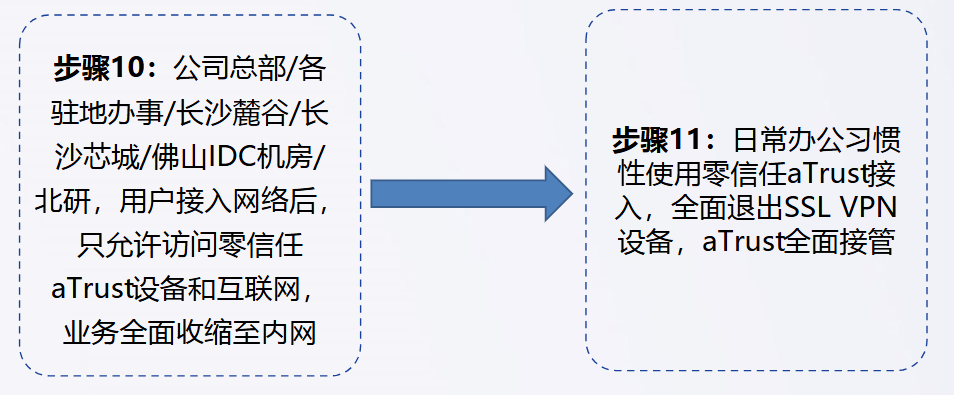 步骤10：公司总部/各
驻地办事/长沙麓谷/长
沙芯城/佛山IDC机房/
北研，用户接入网络后，
只允许访问零信任
aTrust设备和互联网，
业务全面收缩至内网
步骤11：日常办公习惯
性使用零信任aTrust接
入，全面退出SSL VPN
设备，aTrust全面接管